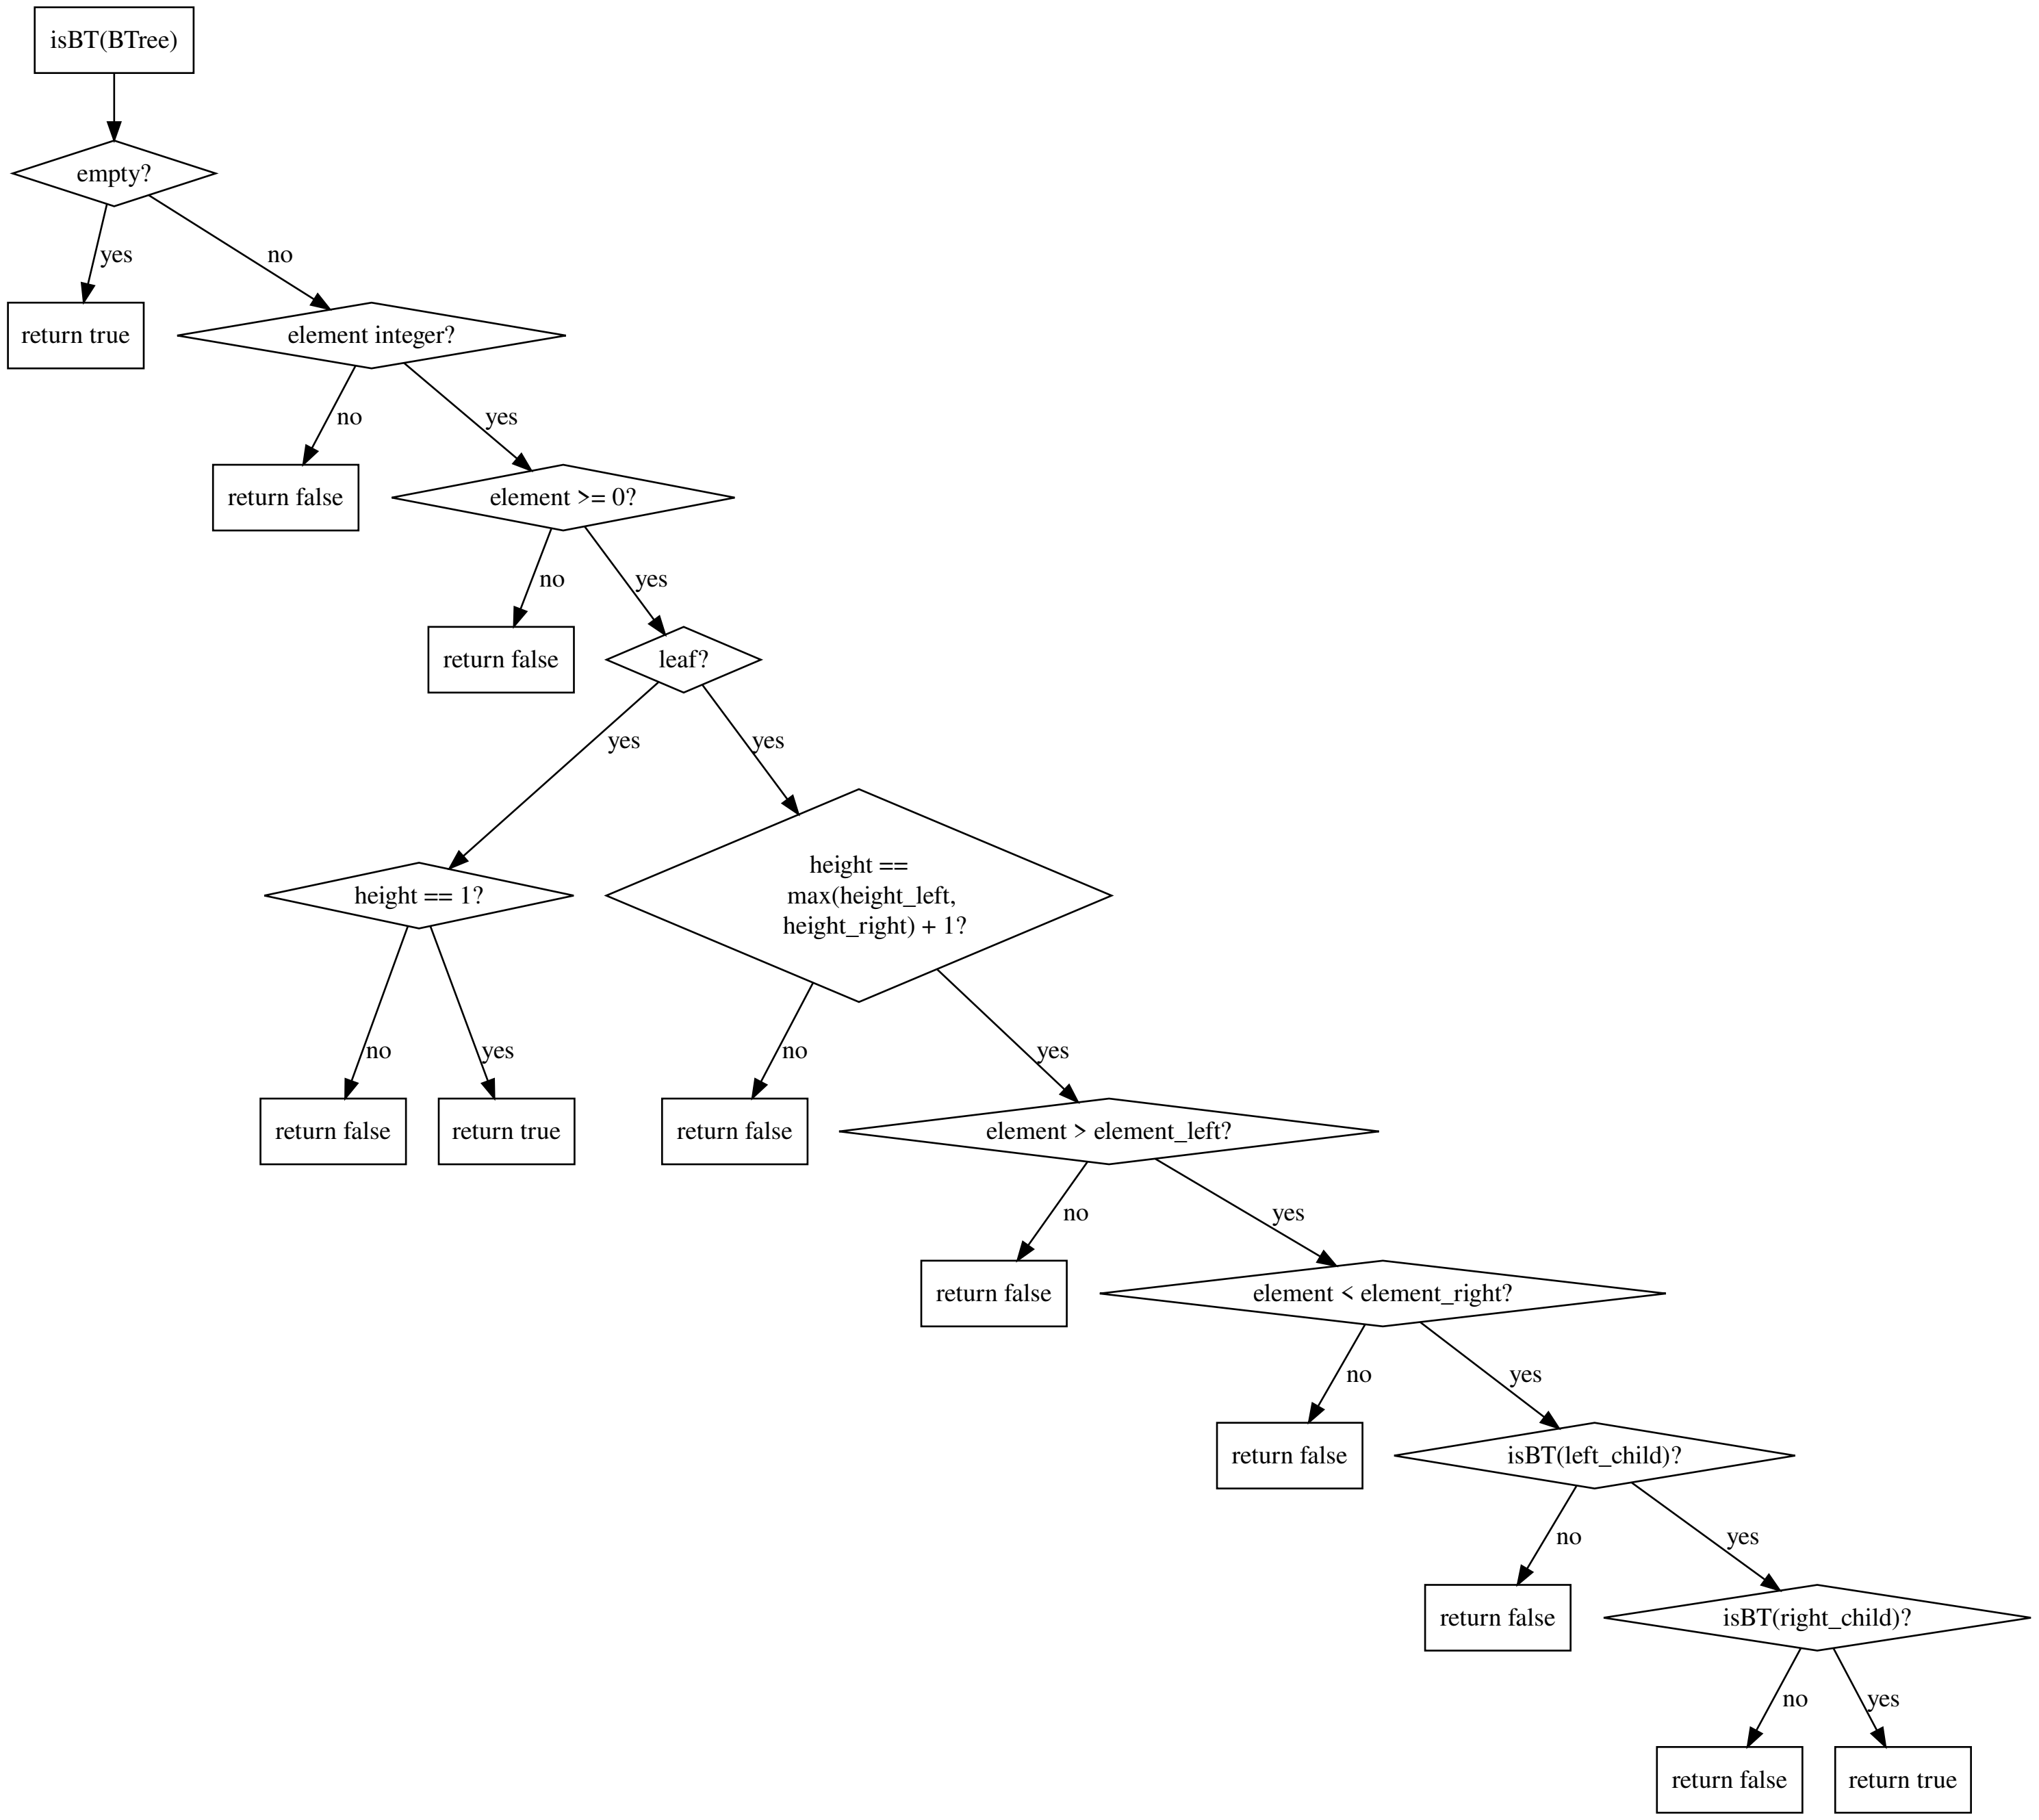 isBT(BTree)
empty?
yes
no
return true
element integer?
no
yes
return false
element >= 0?
no
yes
return false
leaf?
yes
yes
height == 1?
height ==
max(height_left,
height_right) + 1?
no
yes
no
yes
return false
return true
return false
element > element_left?
no
yes
return false
element < element_right?
no
yes
return false
isBT(left_child)?
no
yes
return false
isBT(right_child)?
no
yes
return false
return true